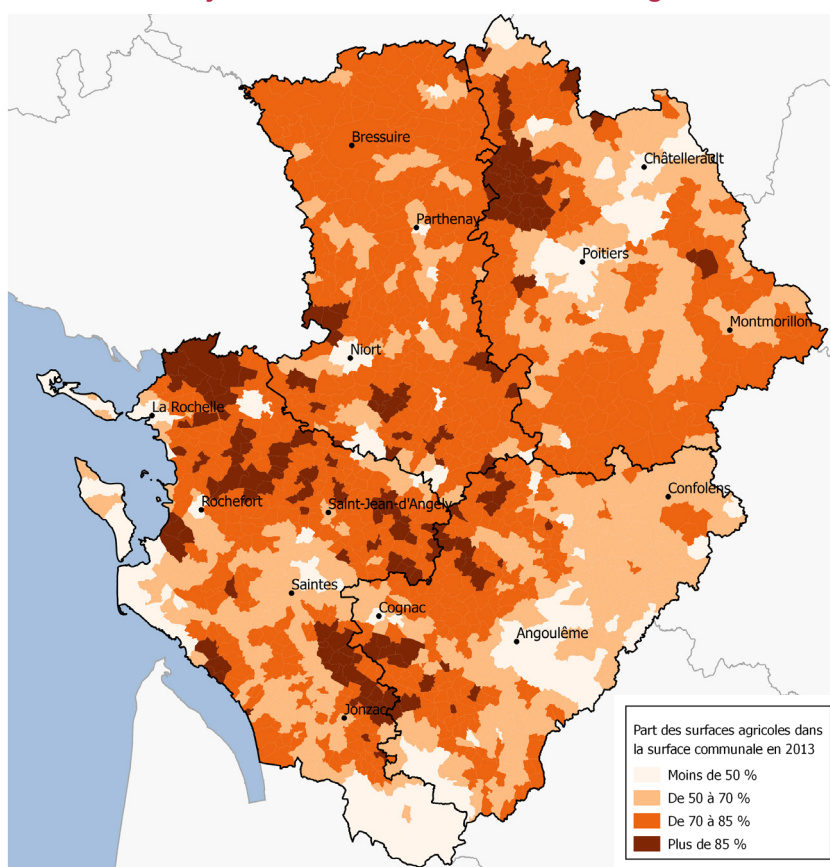 Bressuire
Châtellerault
Parthenay
Poitiers
Montmorillon
Niort
La Rochelle
Confolens
Rochefort
Saint-Jean-d'Angely
Saintes
Cognac
Angoulême
Jonzac
Part des surfaces agricoles dans
la surface communale en 2013
Moins de 50 %
De 50 à 70 %
De 70 à 85 %
Plus de 85 %